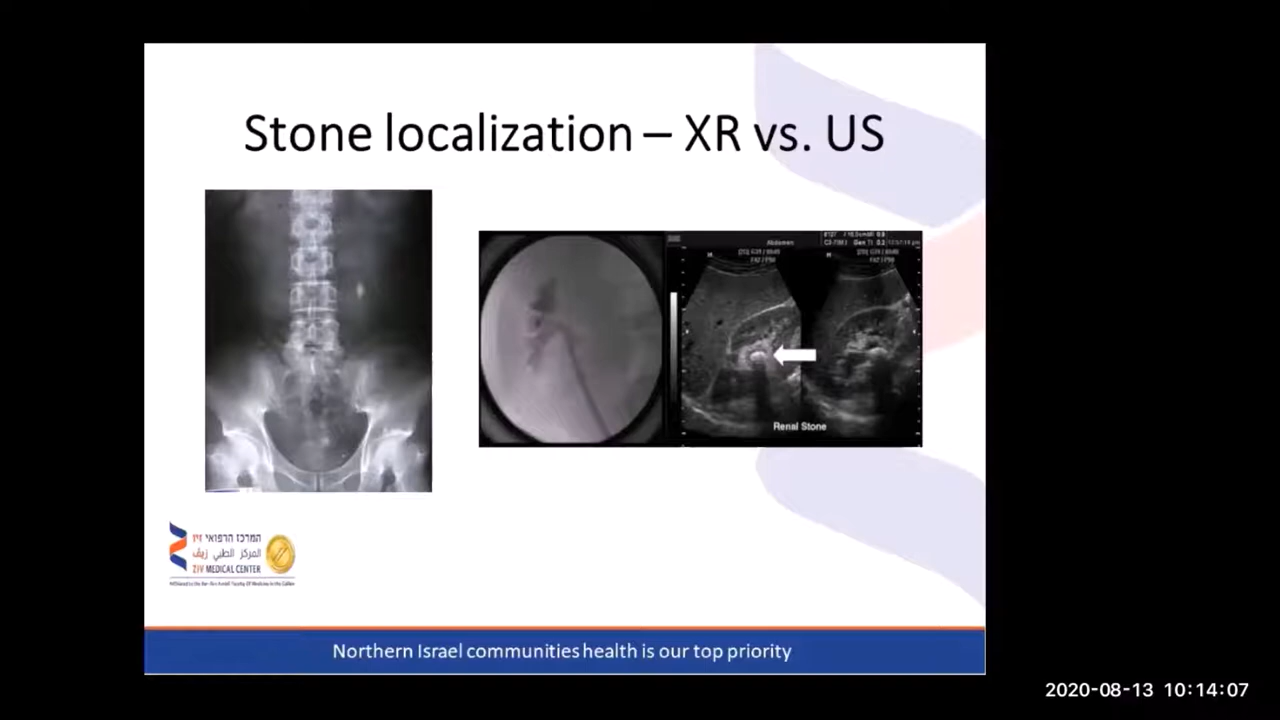 Stone localization – XR vs. US
Abdomen
Renal Stone
המרכז הרפואי זיו
المركز الطبي زيڤ
ZIV MEDICAL CENTER
Northern Israel communities health is our top priority
2020-08-13 10:14:07